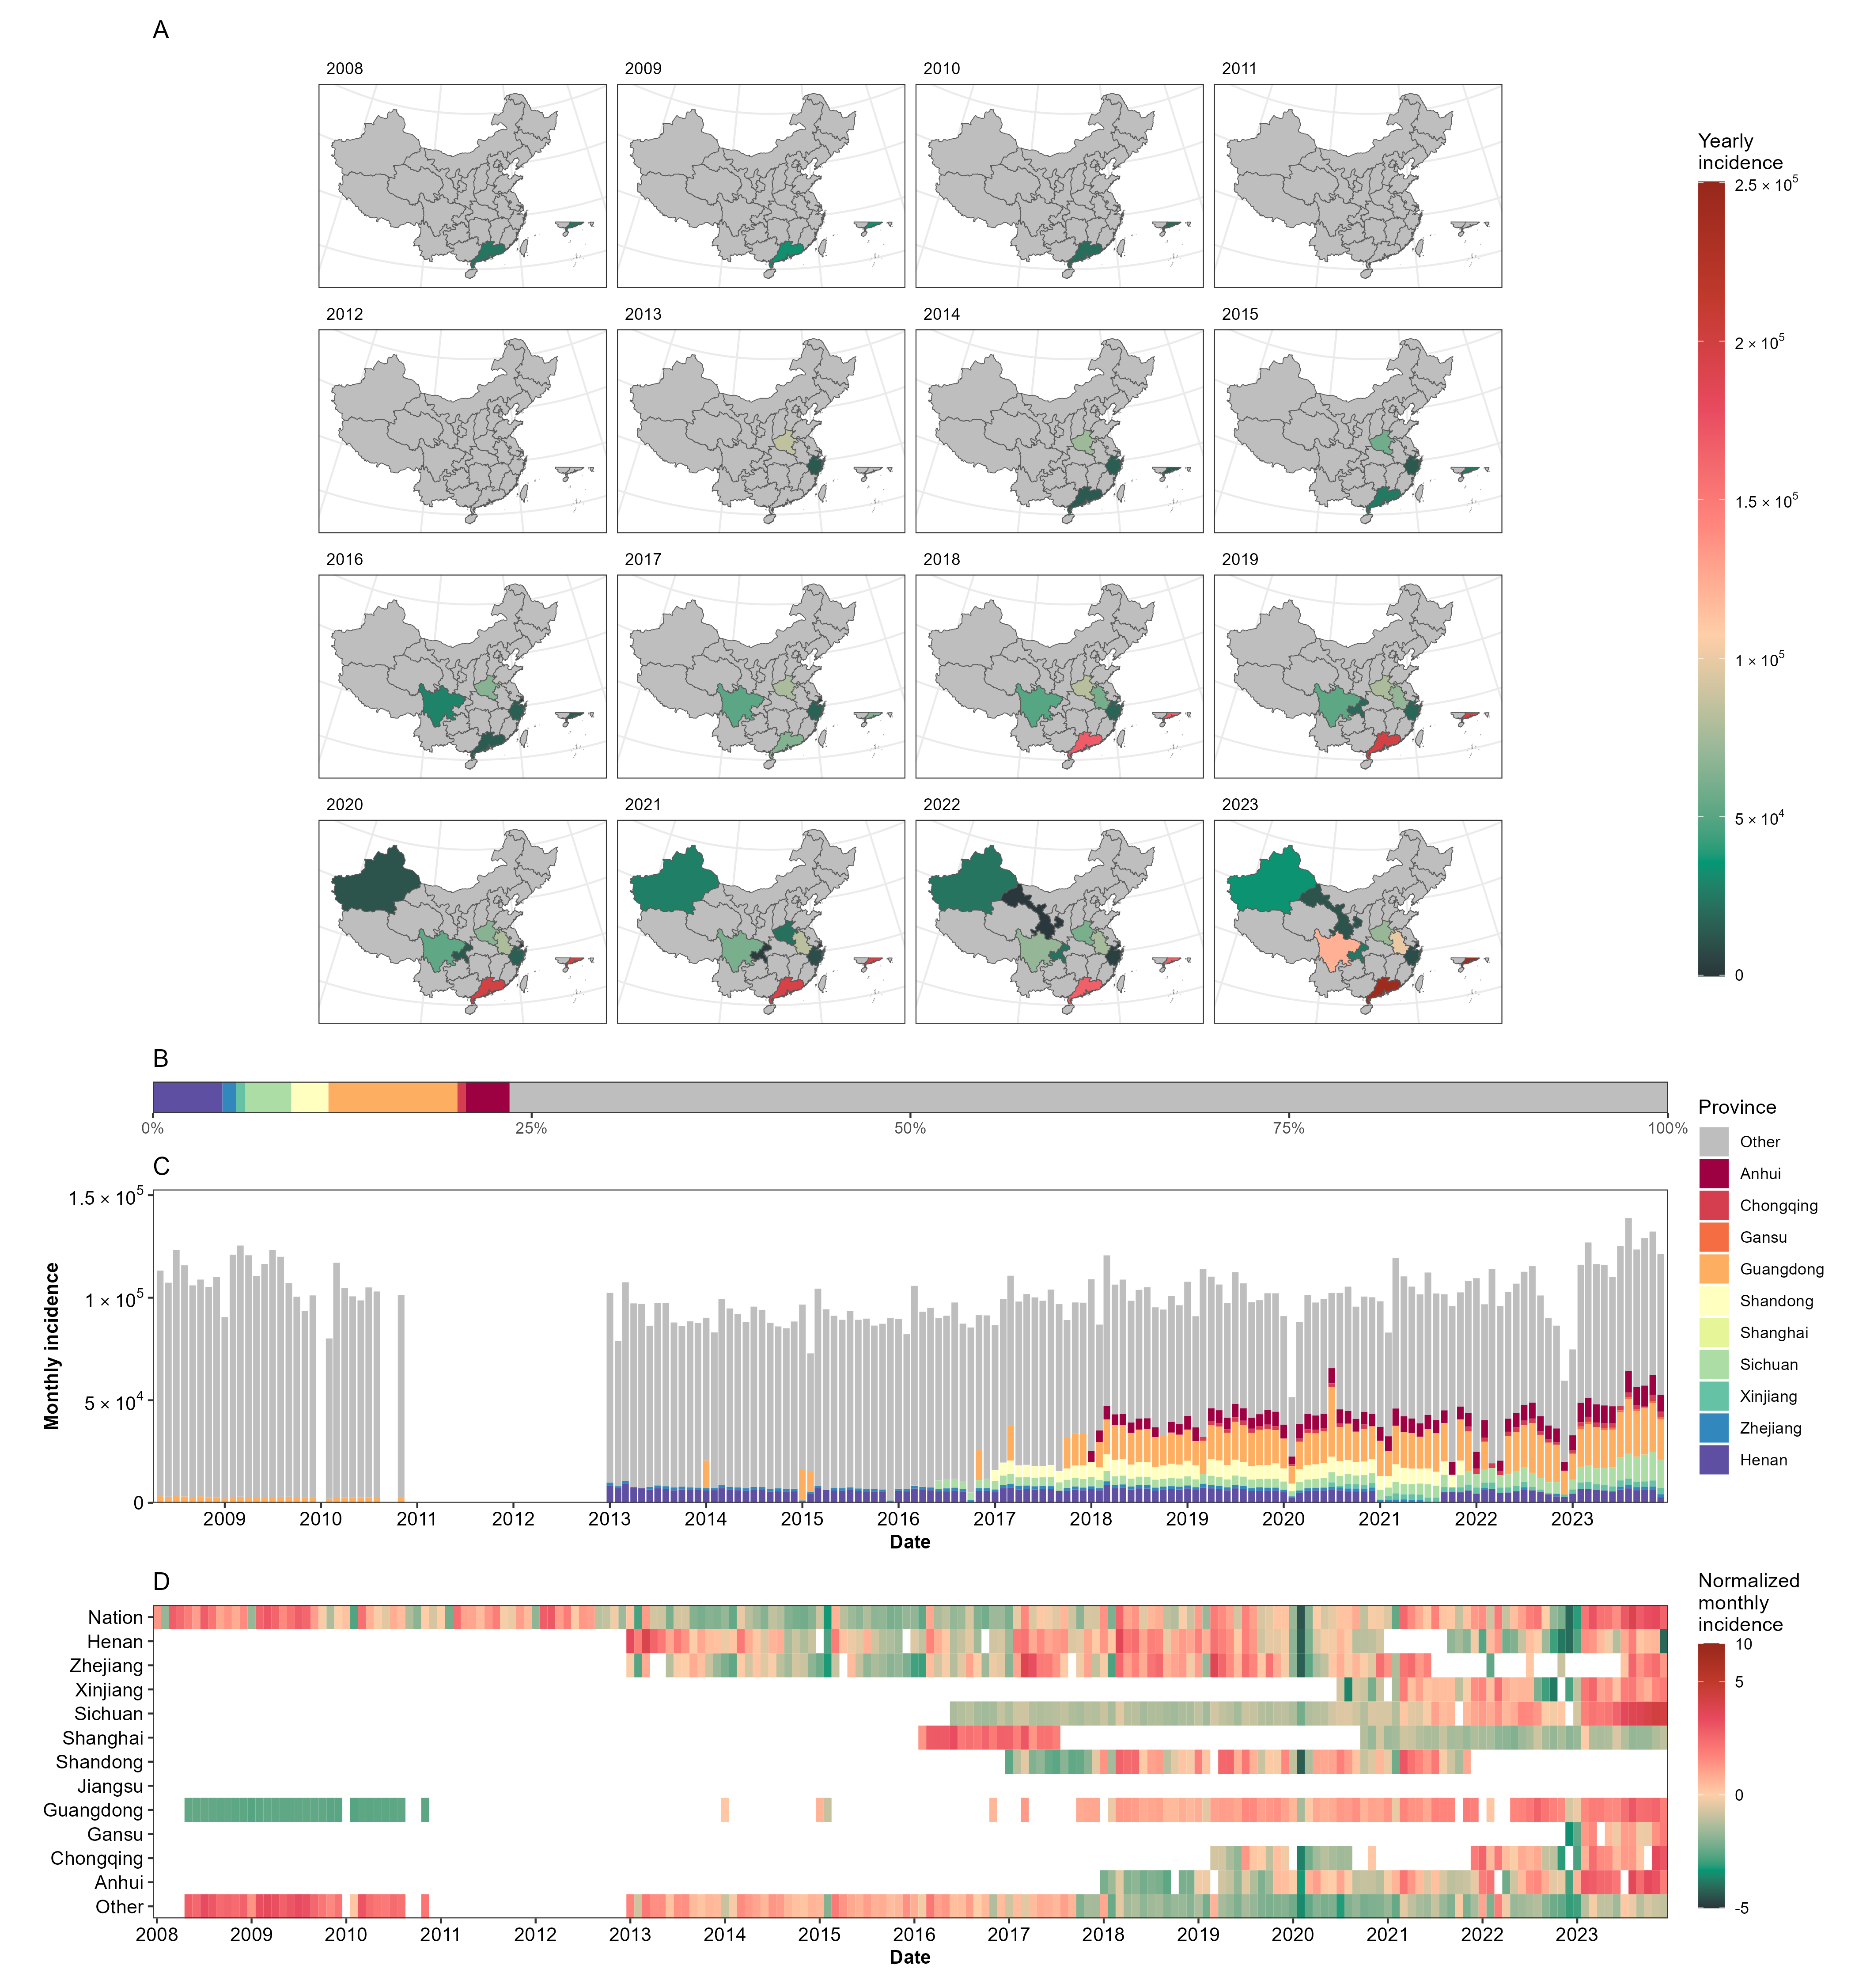 A
2008
2009
2010
2011
2012
2013
2014
2015
2016
2017
2018
2019
2020
2021
2022
2023
Yearly
incidence
2.5 × 10⁵
2 × 10⁵
1.5 × 10⁵
1 × 10⁵
5 × 10⁴
0
B
0%
25%
50%
75%
100%
Province
Other
Anhui
Chongqing
Gansu
Guangdong
Shandong
Shanghai
Sichuan
Xinjiang
Zhejiang
Henan
C
Monthly incidence
1.5 × 10⁵
1 × 10⁵
5 × 10⁴
0
2009
2010
2011
2012
2013
2014
2015
2016
2017
2018
2019
2020
2021
2022
2023
Date
D
Nation
Henan
Zhejiang
Xinjiang
Sichuan
Shanghai
Shandong
Jiangsu
Guangdong
Gansu
Chongqing
Anhui
Other
2008
2009
2010
2011
2012
2013
2014
2015
2016
2017
2018
2019
2020
2021
2022
2023
Date
Normalized
monthly
incidence
10
5
0
-5